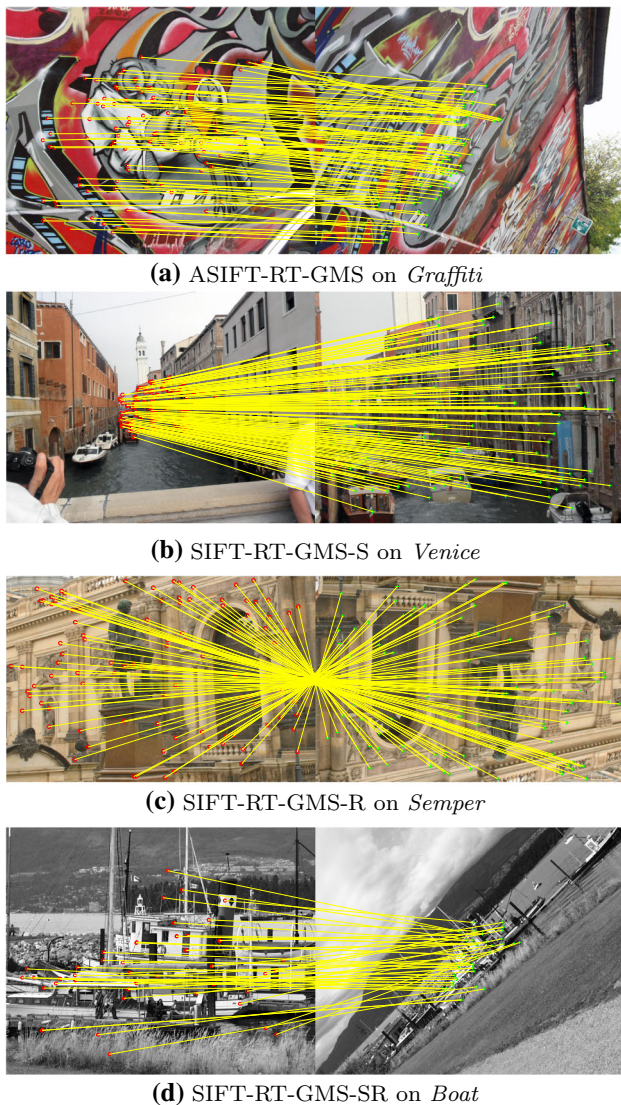 (a) ASIFT-RT-GMS on Graffiti
(b) SIFT-RT-GMS-S on Venice
(c) SIFT-RT-GMS-R on Semper
(d) SIFT-RT-GMS-SR on Boat